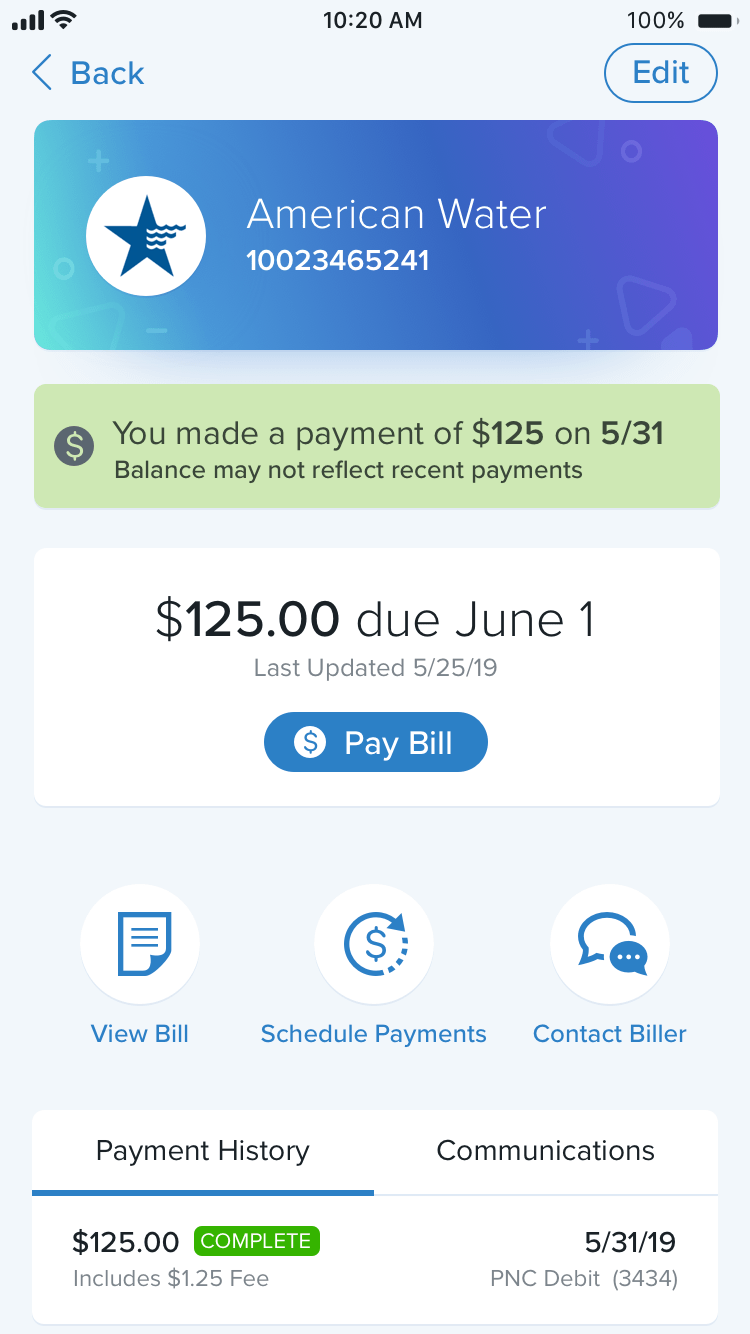 10:20 AM
100%
Back
Edit
American Water
10023465241
You made a payment of $125 on 5/31
Balance may not reflect recent payments
$125.00 due June 1
Last Updated 5/25/19
$ Pay Bill
View Bill
Schedule Payments
Contact Biller
Payment History
Communications
$125.00 COMPLETE
5/31/19
Includes $1.25 Fee
PNC Debit (3434)